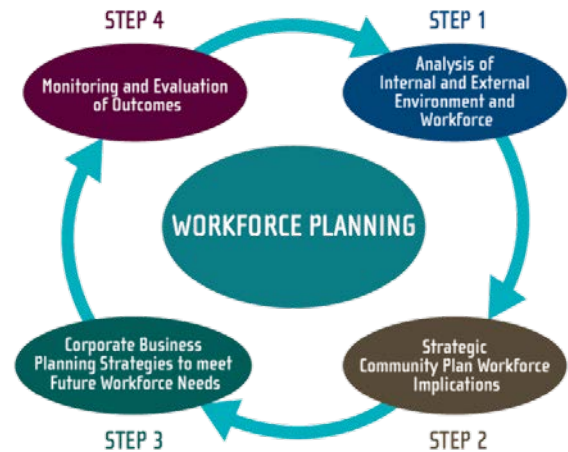 STEP 4
Monitoring and Evaluation
of Outcomes
STEP 1
Analysis of
Internal and External
Environment and
Workforce
WORKFORCE PLANNING
Corporate Business
Planning Strategies to meet
Future Workforce Needs
STEP 3
Strategic
Community Plan Workforce
Implications
STEP 2